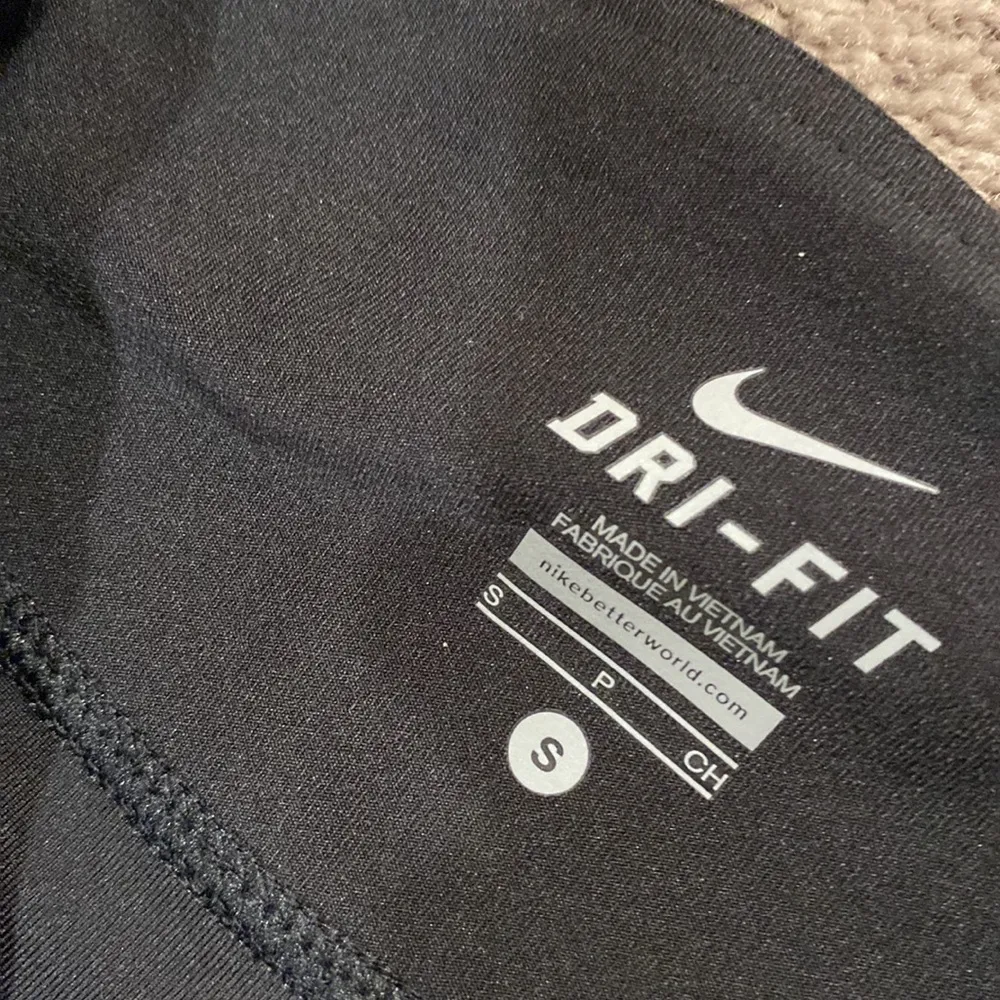 DRI-FIT
MADE IN VIETNAM
FABRIQUE AU VIETNAM
nikebetterworld.com
S P CH
S